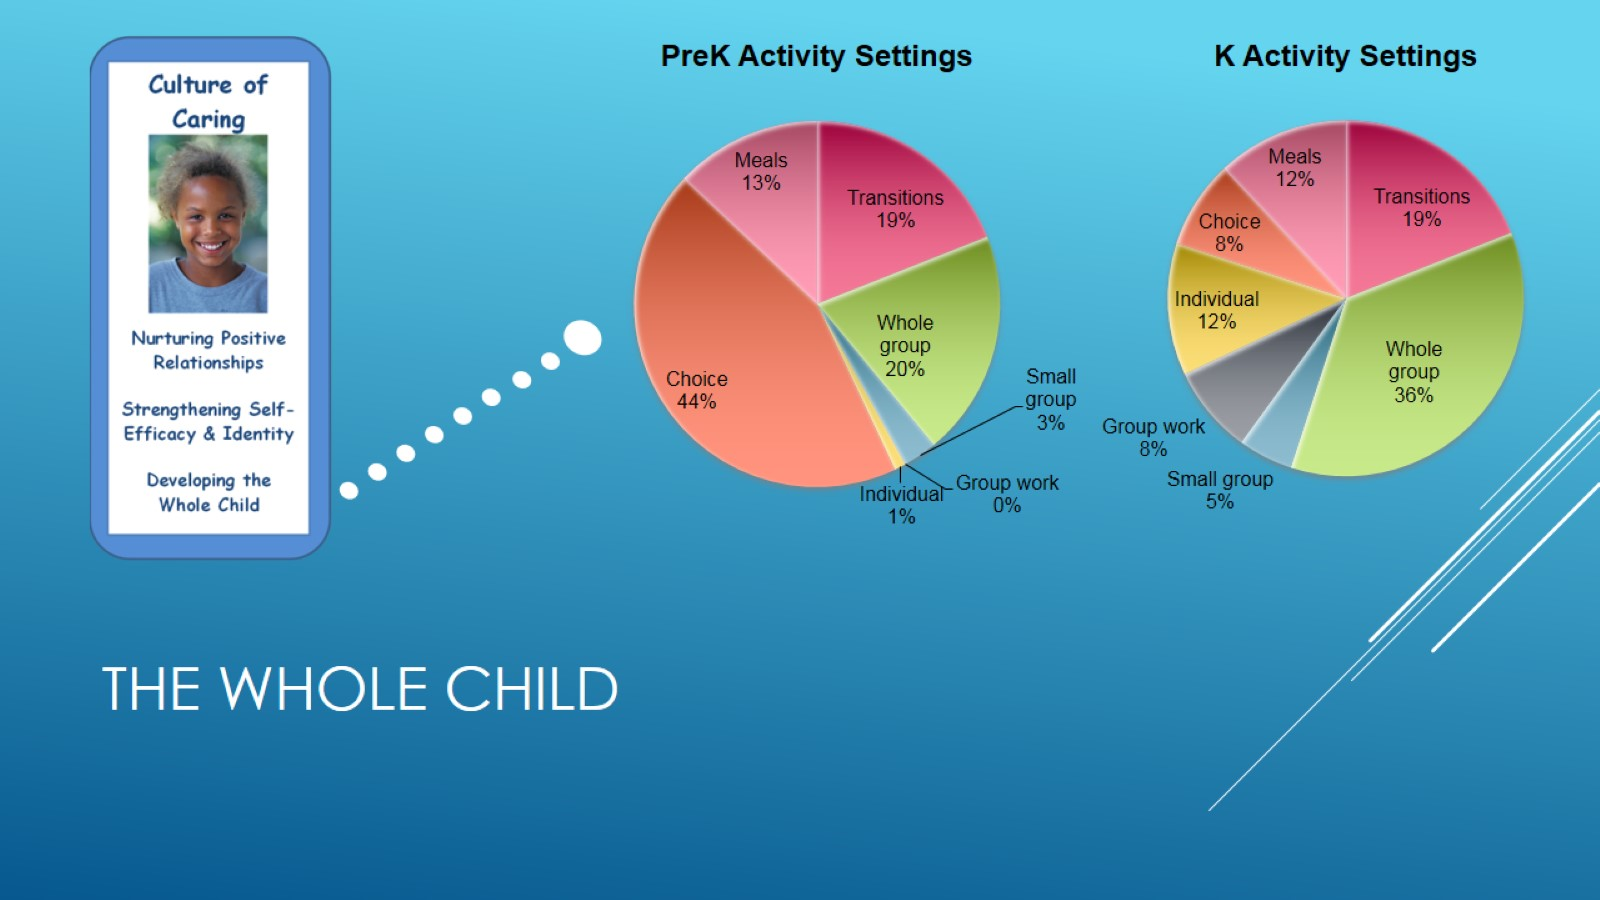 Culture of
Caring
Nurturing Positive
Relationships
Strengthening Self-
Efficacy & Identity
Developing the
Whole Child
PreK Activity Settings
Meals
13%
Transitions
19%
Whole
group
20%
Small
group
3%
Group work
0%
Individual
1%
Choice
44%
K Activity Settings
Meals
12%
Transitions
19%
Choice
8%
Individual
12%
Whole
group
36%
Group work
8%
Small group
5%
THE WHOLE CHILD